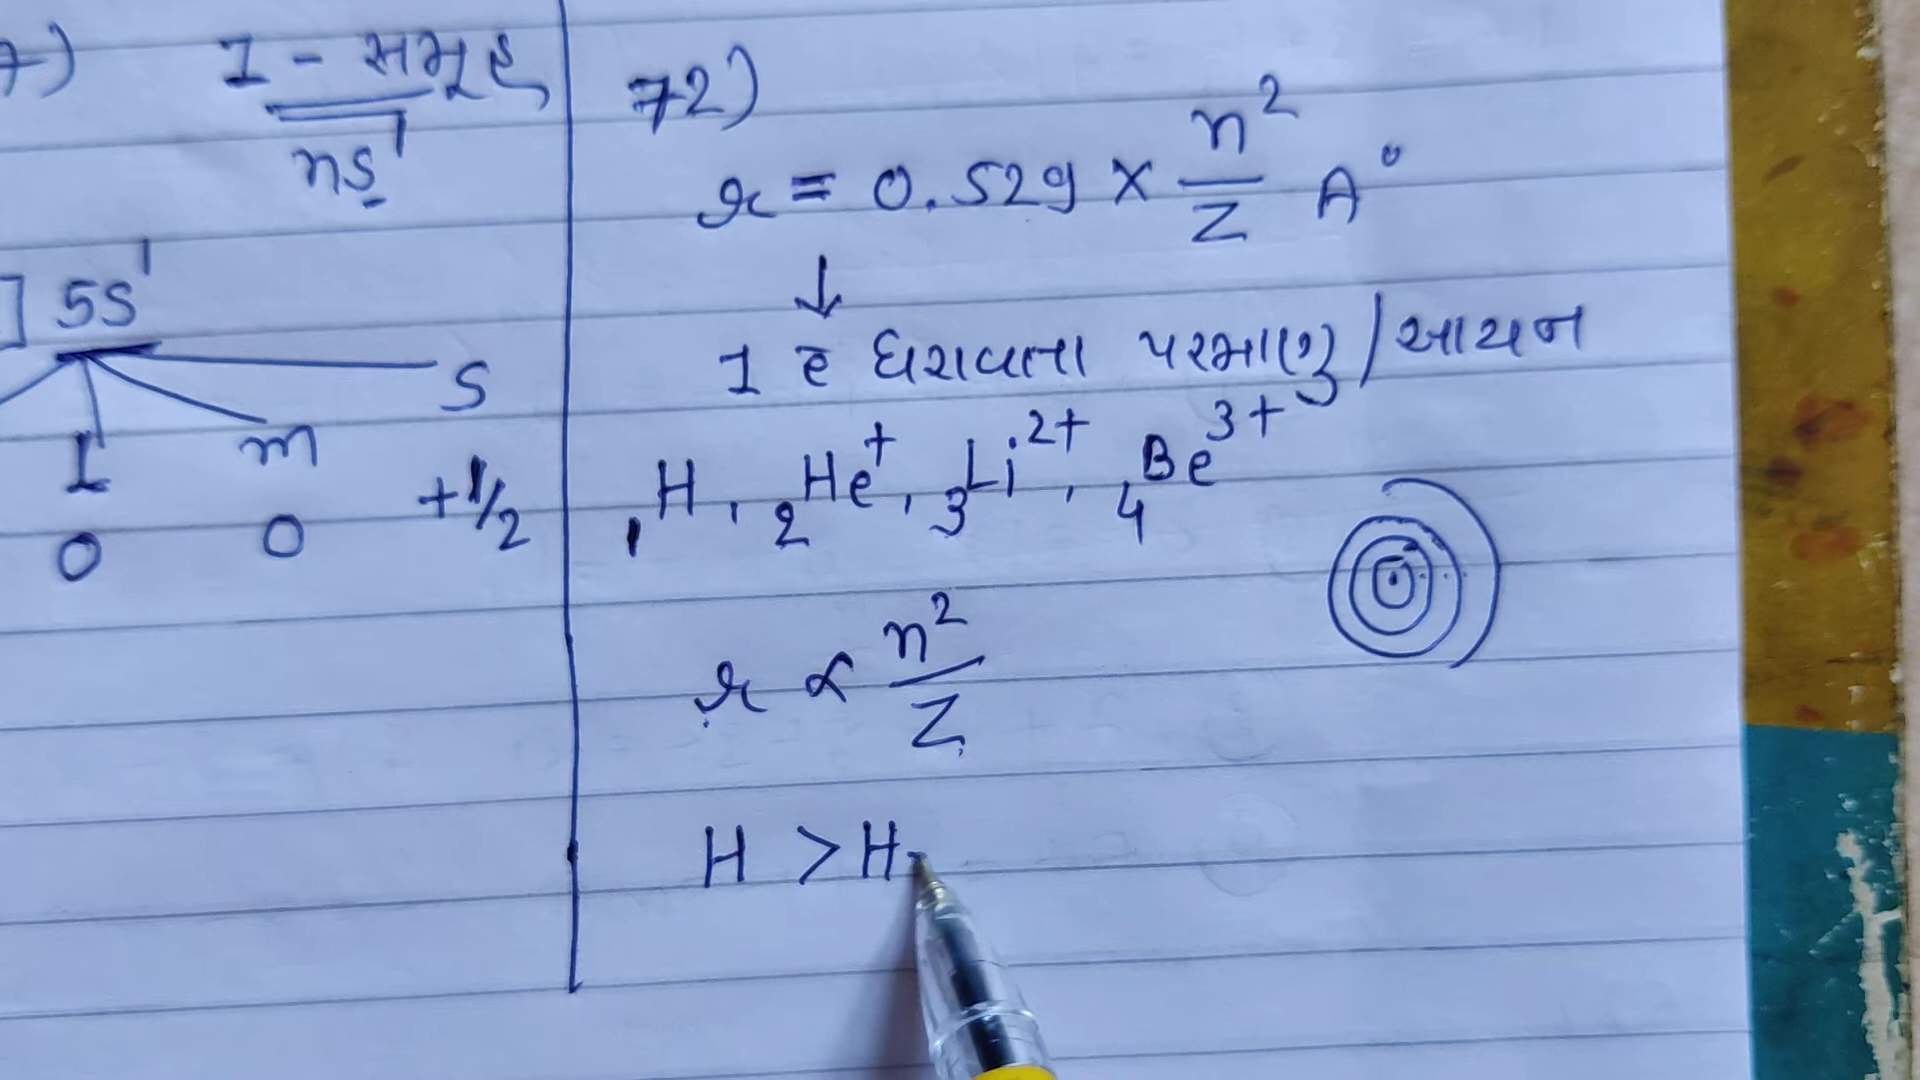 7)
I - સમૂહ
ns¹
] 5s¹
l m s
0 0 +1/2
72)
r = 0.529 × n²/Z A°
↓
1 e ધરાવતા પરમાણુ / આયન
₁H, ₂He⁺, ₃Li²⁺, ₄Be³⁺
r ∝ n²/Z
H > H